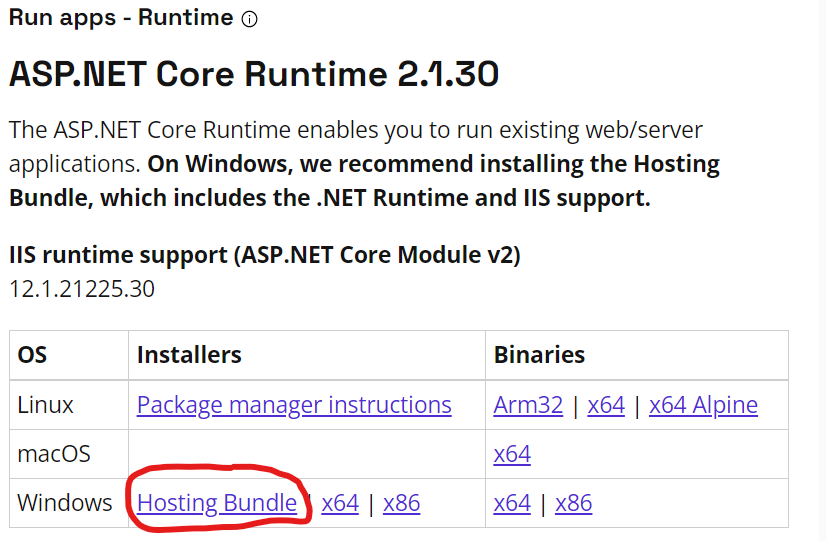 Run apps - Runtime
ASP.NET Core Runtime 2.1.30
The ASP.NET Core Runtime enables you to run existing web/server
applications. On Windows, we recommend installing the Hosting
Bundle, which includes the .NET Runtime and IIS support.
IIS runtime support (ASP.NET Core Module v2)
12.1.21225.30
OS Installers Binaries
Linux Package manager instructions Arm32 | x64 | x64 Alpine
macOS x64
Windows Hosting Bundle | x64 | x86 x64 | x86